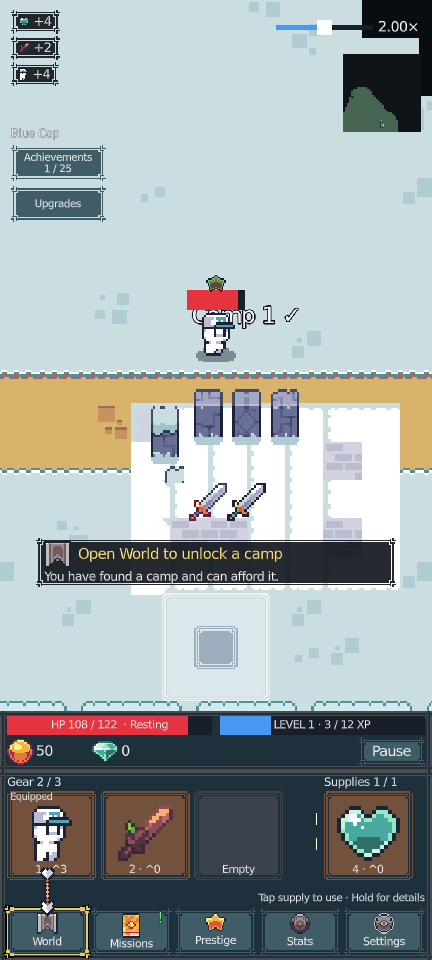 +4
2.00×
+2
+4
Blue Cap
Achievements
1 / 25
Upgrades
Camp 1 ✓
Open World to unlock a camp
You have found a camp and can afford it.
HP 108 / 122 · Resting
LEVEL 1 · 3 / 12 XP
50
0
Pause
Gear 2 / 3
Supplies 1 / 1
Equipped
1 · ^3
2 · ^0
Empty
4 · ^0
Tap supply to use · Hold for details
World
Missions
!
Prestige
Stats
Settings